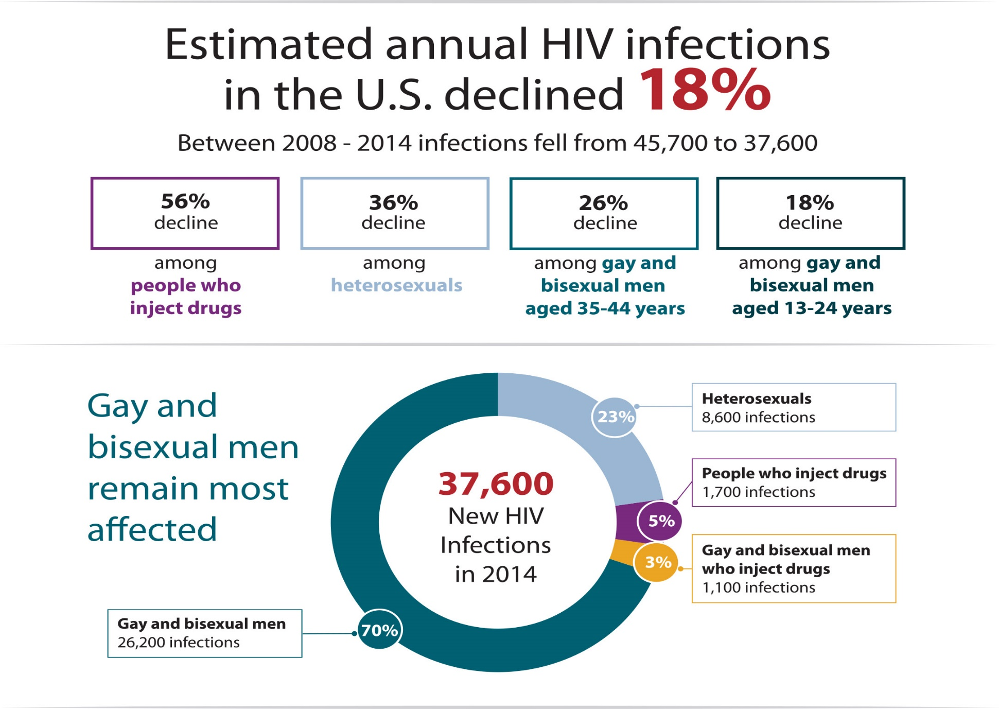 Estimated annual HIV infections
in the U.S. declined 18%
Between 2008 - 2014 infections fell from 45,700 to 37,600
56%
decline
among
people who
inject drugs
36%
decline
among
heterosexuals
26%
decline
among gay and
bisexual men
aged 35-44 years
18%
decline
among gay and
bisexual men
aged 13-24 years
Gay and
bisexual men
remain most
affected
37,600
New HIV
Infections
in 2014
23%
Heterosexuals
8,600 infections
5%
People who inject drugs
1,700 infections
3%
Gay and bisexual men
who inject drugs
1,100 infections
70%
Gay and bisexual men
26,200 infections